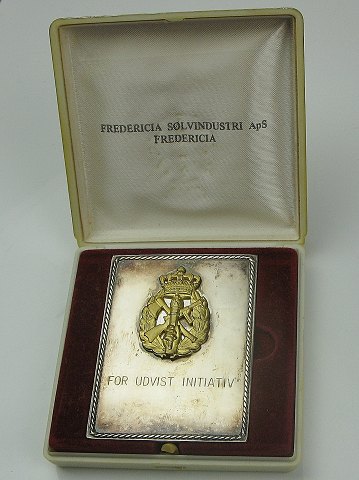 FREDERICIA SØLVINDUSTRI ApS
FREDERICIA
FOR UDVIST INITIATIV